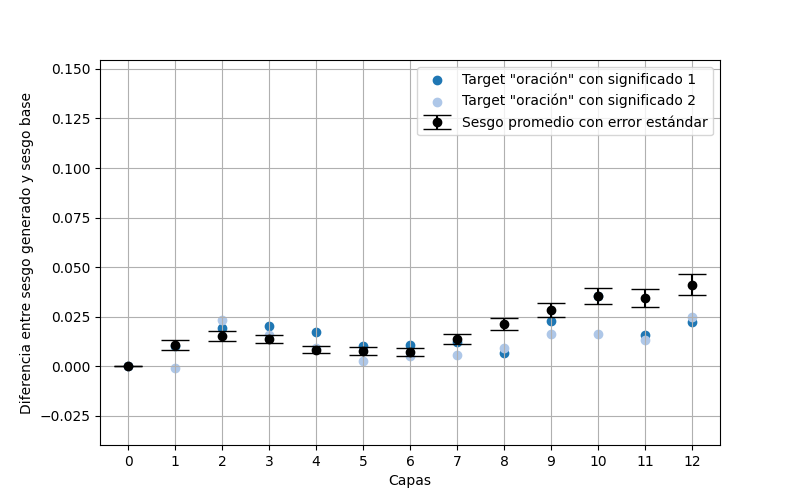 Target "oración" con significado 1
Target "oración" con significado 2
Sesgo promedio con error estándar
Diferencia entre sesgo generado y sesgo base
0.150
0.125
0.100
0.075
0.050
0.025
0.000
−0.025
0 1 2 3 4 5 6 7 8 9 10 11 12
Capas